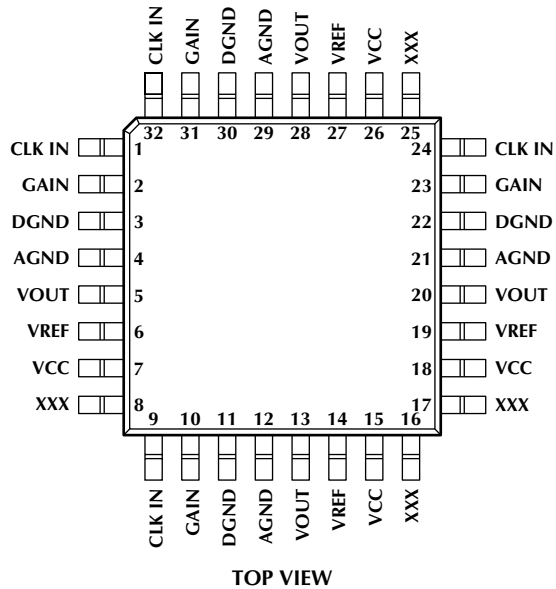 CLK IN
GAIN
DGND
AGND
VOUT
VREF
VCC
XXX
32 31 30 29 28 27 26 25
CLK IN 1 24 CLK IN
GAIN 2 23 GAIN
DGND 3 22 DGND
AGND 4 21 AGND
VOUT 5 20 VOUT
VREF 6 19 VREF
VCC 7 18 VCC
XXX 8 17 XXX
9 10 11 12 13 14 15 16
CLK IN
GAIN
DGND
AGND
VOUT
VREF
VCC
XXX
TOP VIEW